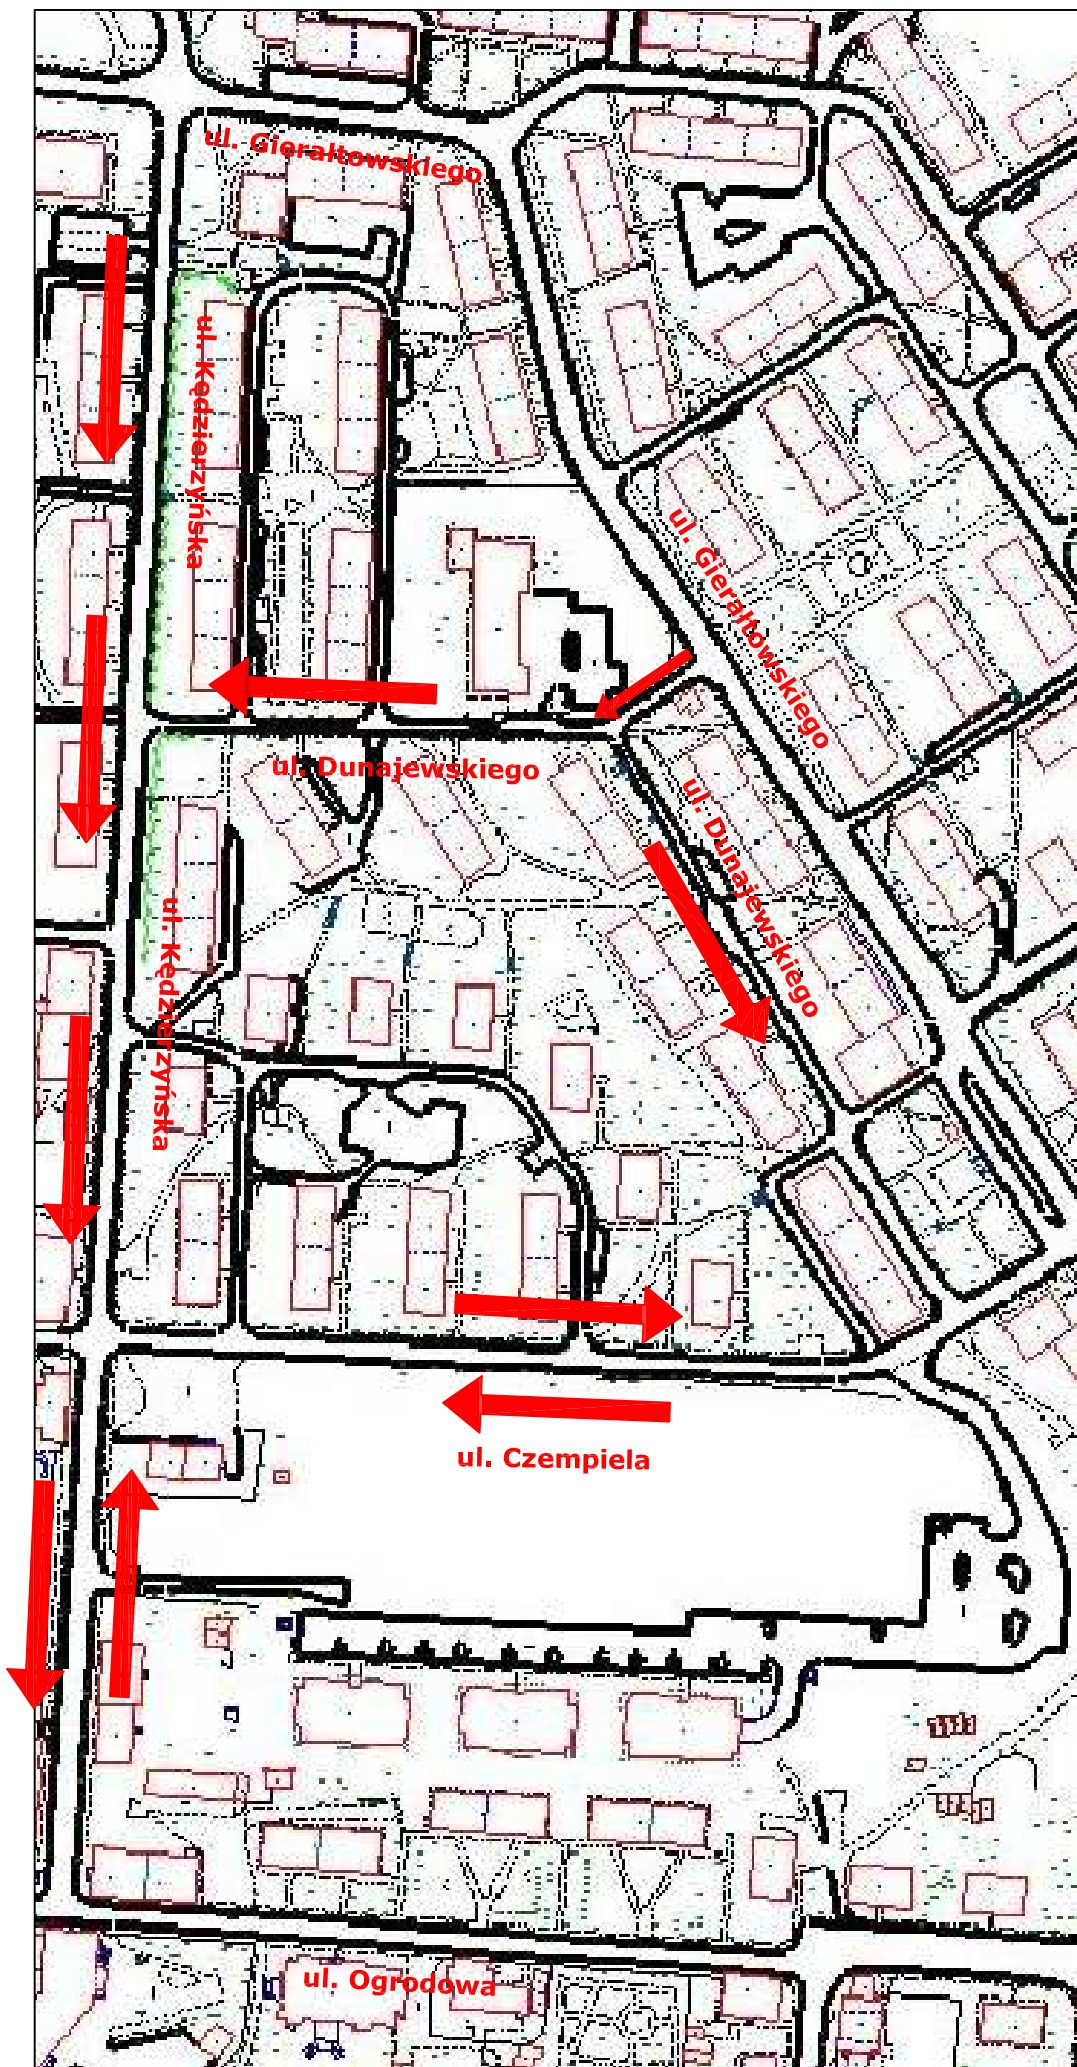 ul. Gierałtowskiego
ul. Kędzierzyńska
ul. Gierałtowskiego
ul. Dunajewskiego
ul. Dunajewskiego
ul. Kędzierzyńska
ul. Czempiela
ul. Ogrodowa